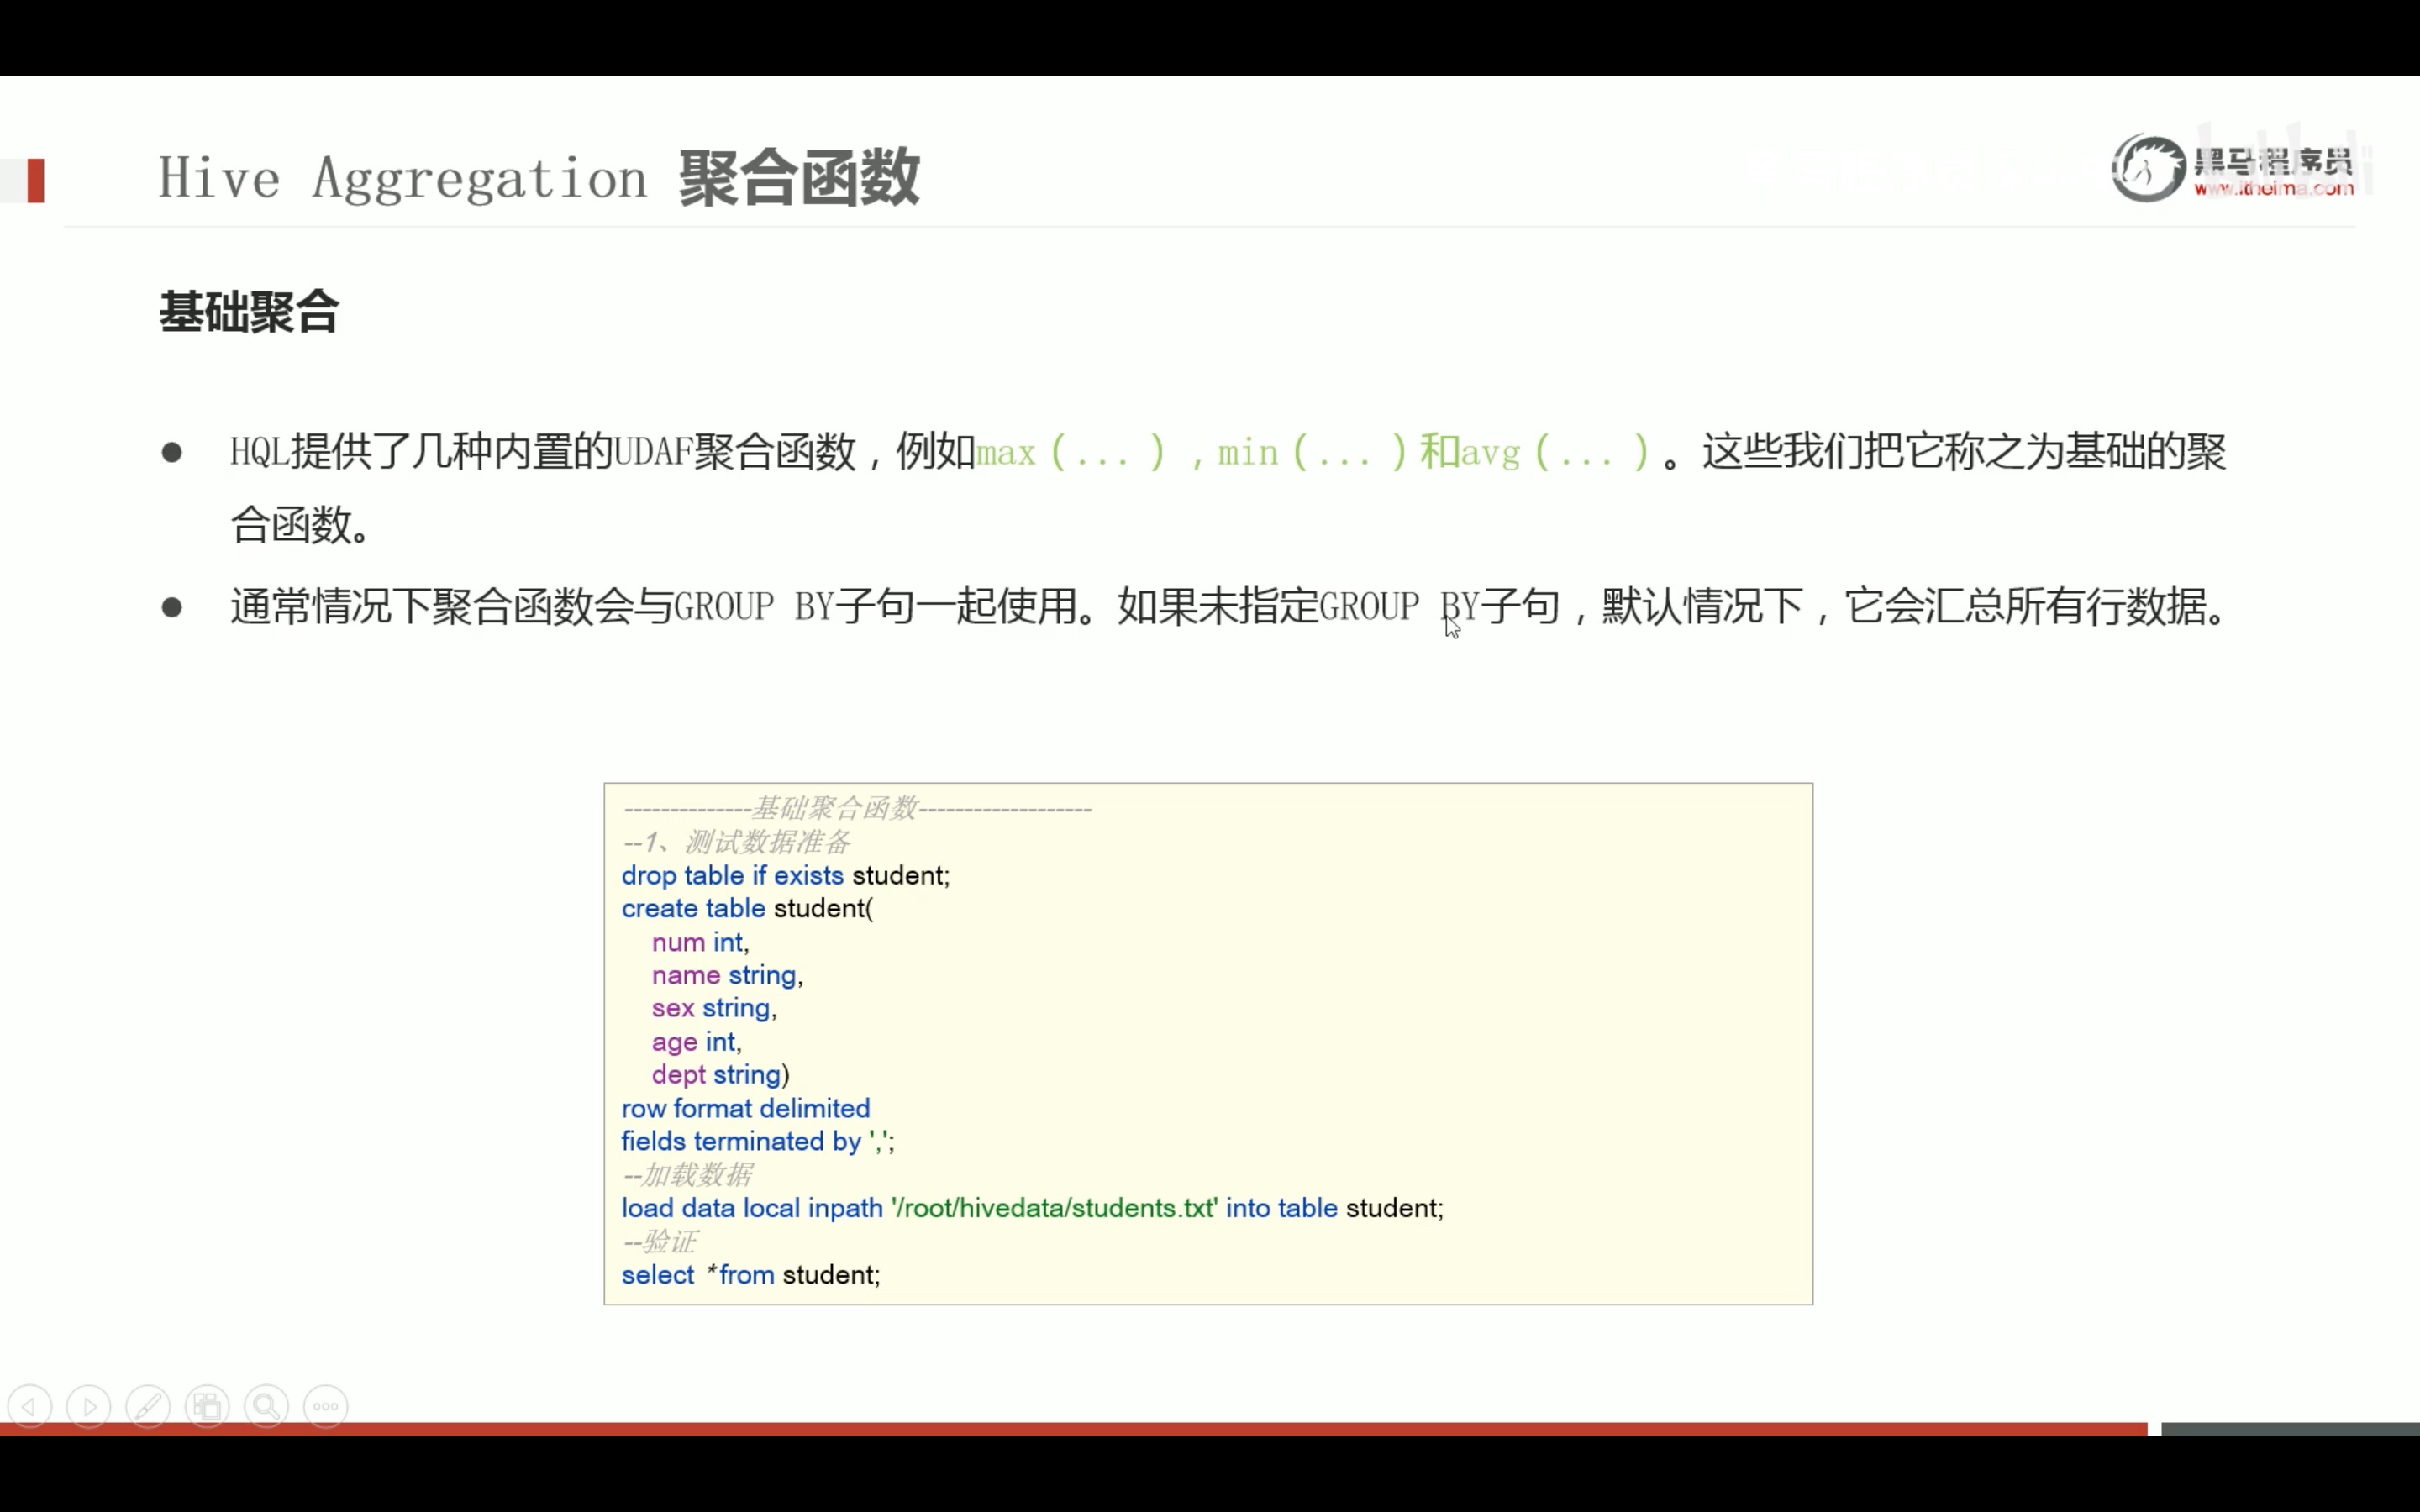 Hive Aggregation 聚合函数
黑马程序员
www.itheima.com
基础聚合
● HQL提供了几种内置的UDAF聚合函数，例如max（...），min（...）和avg（...）。这些我们把它称之为基础的聚
合函数。
● 通常情况下聚合函数会与GROUP BY子句一起使用。如果未指定GROUP BY子句，默认情况下，它会汇总所有行数据。
--------------基础聚合函数-------------------
--1、测试数据准备
drop table if exists student;
create table student(
num int,
name string,
sex string,
age int,
dept string)
row format delimited
fields terminated by ',';
--加载数据
load data local inpath '/root/hivedata/students.txt' into table student;
--验证
select *from student;